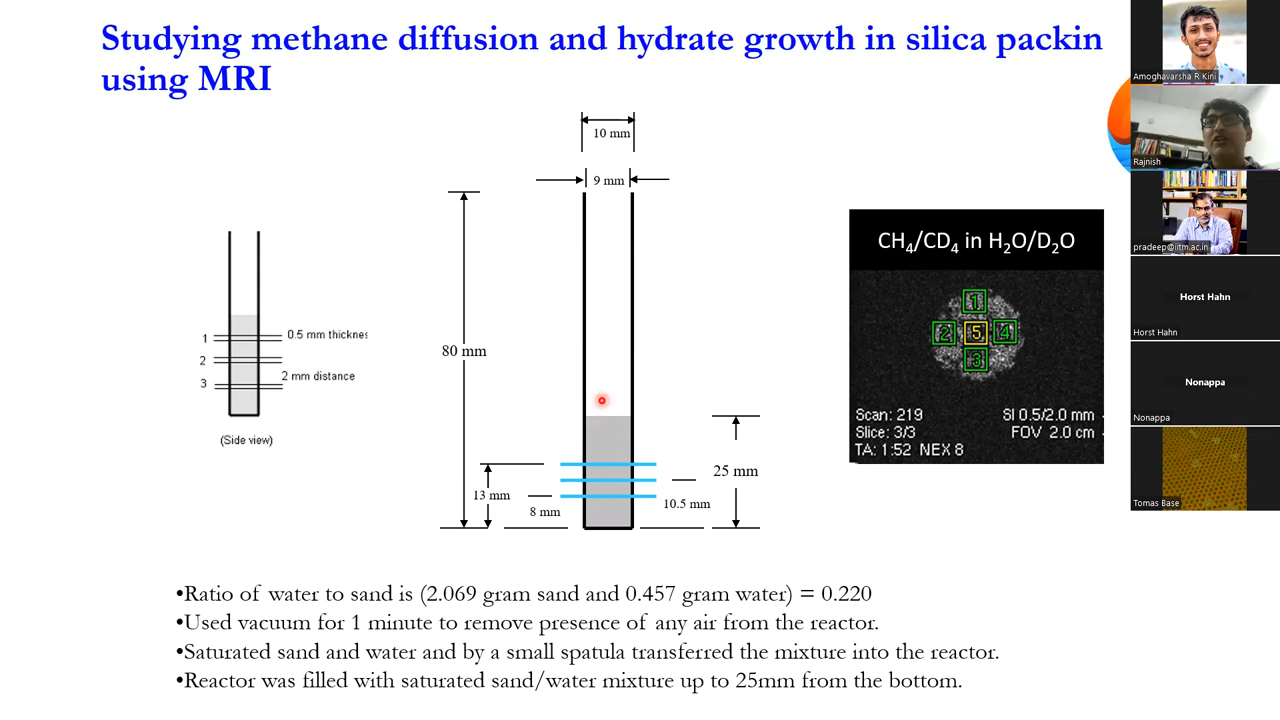 Studying methane diffusion and hydrate growth in silica packin
using MRI
10 mm
9 mm
80 mm
25 mm
13 mm
8 mm
10.5 mm
1
2
3
0.5 mm thicknes
2 mm distance
(Side view)
CH₄/CD₄ in H₂O/D₂O
1
2
5
4
3
Scan: 219
SI 0.5/2.0 mm
Slice: 3/3
FOV 2.0 cm
TA: 1:52 NEX 8
•Ratio of water to sand is (2.069 gram sand and 0.457 gram water) = 0.220
•Used vacuum for 1 minute to remove presence of any air from the reactor.
•Saturated sand and water and by a small spatula transferred the mixture into the reactor.
•Reactor was filled with saturated sand/water mixture up to 25mm from the bottom.
Amoghavarsha R Kini
Rajnish
pradeep@iitm.ac.in
Horst Hahn
Horst Hahn
Nonappa
Nonappa
Tomas Base